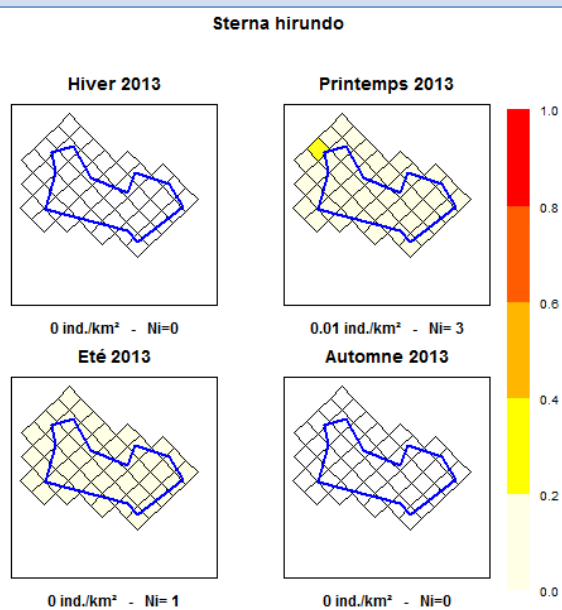 Sterna hirundo
Hiver 2013
Printemps 2013
0 ind./km² - Ni=0
0.01 ind./km² - Ni= 3
Eté 2013
Automne 2013
0 ind./km² - Ni= 1
0 ind./km² - Ni=0
1.0
0.8
0.6
0.4
0.2
0.0